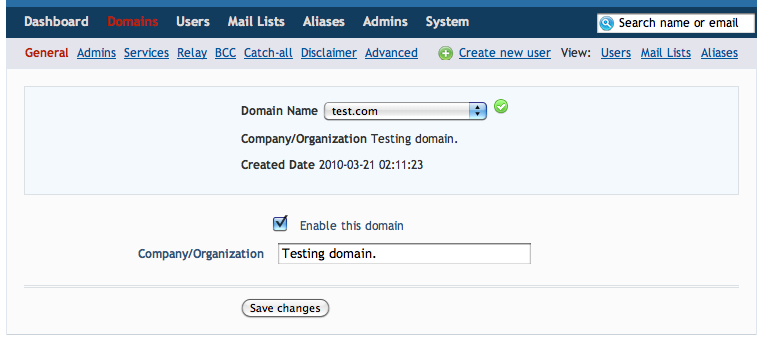 Dashboard Domains Users Mail Lists Aliases Admins System Search name or email
General Admins Services Relay BCC Catch-all Disclaimer Advanced Create new user View: Users Mail Lists Aliases
Domain Name test.com
Company/Organization Testing domain.
Created Date 2010-03-21 02:11:23
Enable this domain
Company/Organization Testing domain.
Save changes